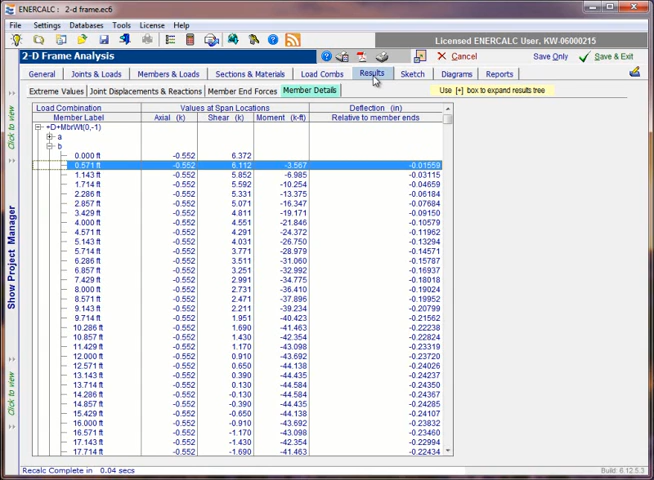 ENERCALC : 2-d frame.ec6
File Settings Databases Tools License Help
Licensed ENERCALC User. KW-06000215
2-D Frame Analysis Cancel Save Only Save & Exit
General Joints & Loads Members & Loads Sections & Materials Load Combs Results Sketch Diagrams Reports
Extreme Values Joint Displacements & Reactions Member End Forces Member Details Use [+] box to expand results tree
Load Combination Values at Span Locations Deflection (in)
Member Label Axial (k) Shear (k) Moment (k-ft) Relative to member ends
+D+MbrWt(0,-1)
a
b
0.000 ft -0.552 6.372
0.571 ft -0.552 6.112 -3.567 -0.01559
1.143 ft -0.552 5.852 -6.985 -0.03115
1.714 ft -0.552 5.592 -10.254 -0.04659
2.286 ft -0.552 5.331 -13.375 -0.06184
2.857 ft -0.552 5.071 -16.347 -0.07684
3.429 ft -0.552 4.811 -19.171 -0.09150
4.000 ft -0.552 4.551 -21.846 -0.10577
4.571 ft -0.552 4.291 -24.372 -0.11962
5.143 ft -0.552 4.031 -26.750 -0.13294
5.714 ft -0.552 3.771 -28.979 -0.14571
6.286 ft -0.552 3.511 -31.060 -0.15787
6.857 ft -0.552 3.251 -32.992 -0.16937
7.429 ft -0.552 2.991 -34.775 -0.18018
8.000 ft -0.552 2.731 -36.410 -0.19024
8.571 ft -0.552 2.471 -37.896 -0.19952
9.143 ft -0.552 2.211 -39.234 -0.20799
9.714 ft -0.552 1.951 -40.423 -0.21562
10.286 ft -0.552 1.690 -41.463 -0.22238
10.857 ft -0.552 1.430 -42.354 -0.22824
11.429 ft -0.552 1.170 -43.098 -0.23319
12.000 ft -0.552 0.910 -43.692 -0.23720
12.571 ft -0.552 0.650 -44.138 -0.24026
13.143 ft -0.552 0.390 -44.435 -0.24237
13.714 ft -0.552 0.130 -44.584 -0.24352
14.286 ft -0.552 -0.130 -44.584 -0.24371
14.857 ft -0.552 -0.390 -44.435 -0.24285
15.429 ft -0.552 -0.650 -44.138 -0.24107
16.000 ft -0.552 -0.910 -43.692 -0.23832
16.571 ft -0.552 -1.170 -43.098 -0.23460
17.143 ft -0.552 -1.430 -42.354 -0.22994
17.714 ft -0.552 -1.690 -41.463 -0.22434
Click to view
Show Project Manager
Click to view
Recalc Complete in 0.04 secs Build: 6.12.5.3